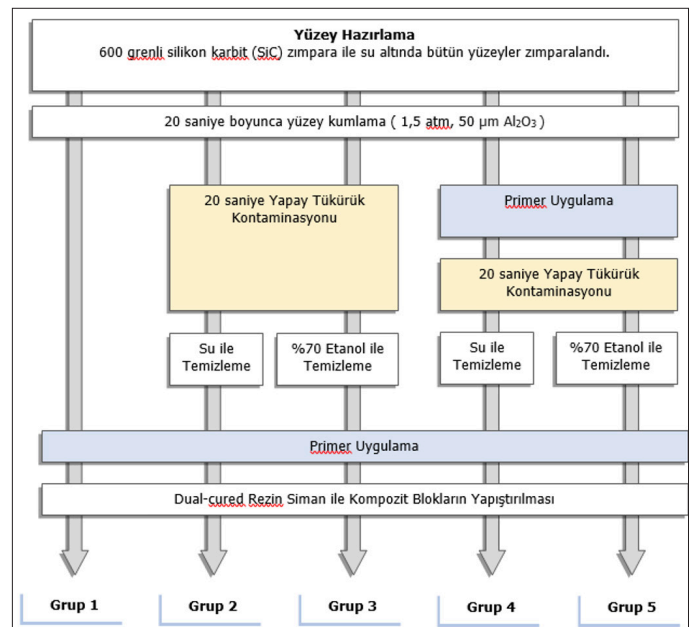 Yüzey Hazırlama
600 grenli silikon karbit (SiC) zımpara ile su altında bütün yüzeyler zımparalandı.
20 saniye boyunca yüzey kumlama ( 1,5 atm, 50 µm Al₂O₃ )
20 saniye Yapay Tükürük
Kontaminasyonu
Primer Uygulama
20 saniye Yapay Tükürük
Kontaminasyonu
Su ile
Temizleme
%70 Etanol ile
Temizleme
Su ile
Temizleme
%70 Etanol ile
Temizleme
Primer Uygulama
Dual-cured Rezin Siman ile Kompozit Blokların Yapıştırılması
Grup 1
Grup 2
Grup 3
Grup 4
Grup 5